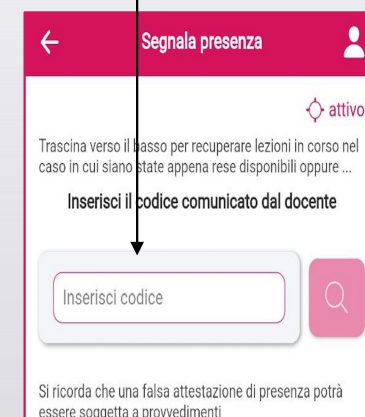 Segnala presenza
attivo
Trascina verso il basso per recuperare lezioni in corso nel
caso in cui siano state appena rese disponibili oppure ...
Inserisci il codice comunicato dal docente
Inserisci codice
Si ricorda che una falsa attestazione di presenza potrà
essere soggetta a provvedimenti